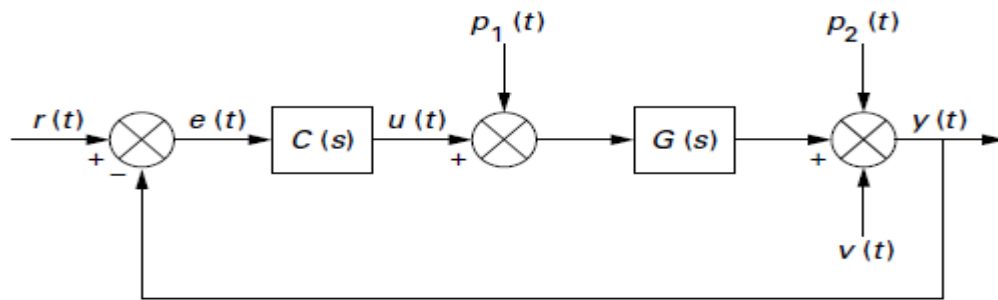 p₁ (t)
p₂ (t)
r (t)
e (t)
C (s)
u (t)
G (s)
y (t)
+
−
+
+
v (t)